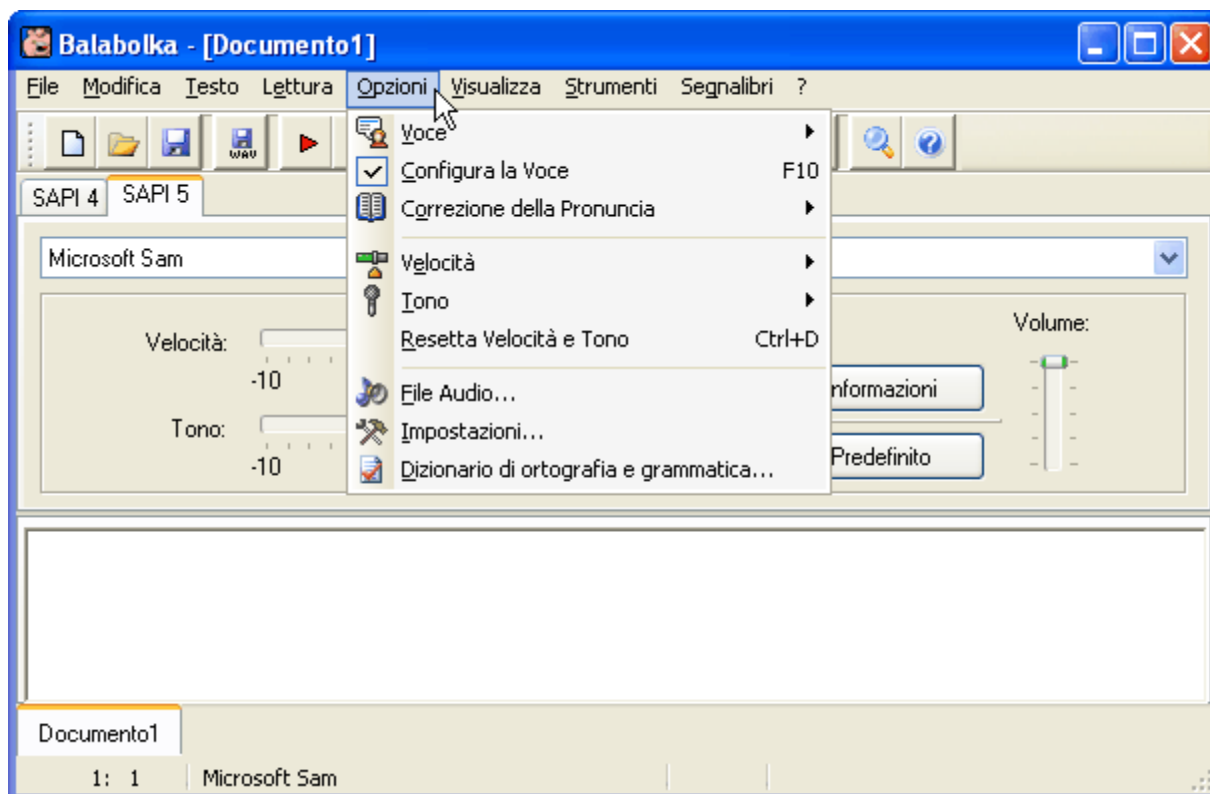 Balabolka - [Documento1]
File Modifica Testo Lettura Opzioni Visualizza Strumenti Segnalibri ?
WAV
Voce
Configura la Voce F10
Correzione della Pronuncia
Velocità
Tono
Resetta Velocità e Tono Ctrl+D
File Audio...
Impostazioni...
Dizionario di ortografia e grammatica...
SAPI 4 SAPI 5
Microsoft Sam
Velocità:
-10
Tono:
-10
nformazioni
Predefinito
Volume:
Documento1
1: 1 Microsoft Sam